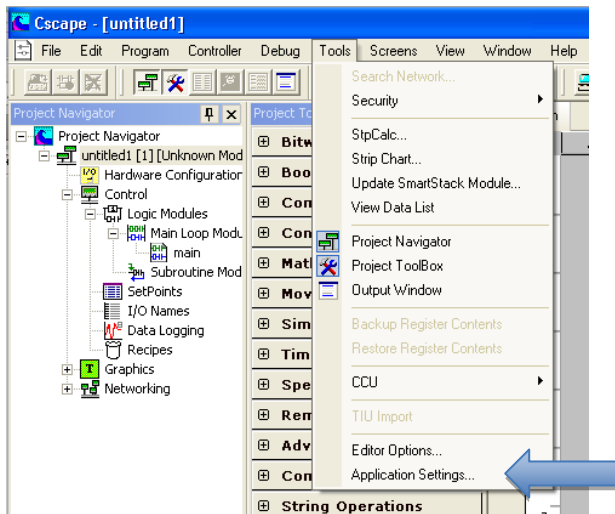 Cscape - [untitled1]
File Edit Program Controller Debug Tools Screens View Window Help
Project Navigator
Project Navigator
untitled1 [1] [Unknown Mod
Hardware Configuration
Control
Logic Modules
Main Loop Modu
main
Subroutine Mod
SetPoints
I/O Names
Data Logging
Recipes
Graphics
Networking
Project To
Bitw
Boo
Con
Con
Matl
Mov
Sim
Tim
Spe
Ren
Adv
Con
String Operations
Search Network...
Security
StpCalc...
Strip Chart...
Update SmartStack Module...
View Data List
Project Navigator
Project ToolBox
Output Window
Backup Register Contents
Restore Register Contents
CCU
TIU Import
Editor Options...
Application Settings...